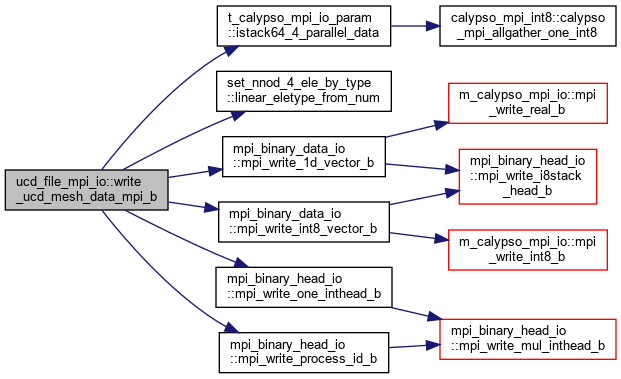 ucd_file_mpi_io::write
_ucd_mesh_data_mpi_b
t_calypso_mpi_io_param
::istack64_4_parallel_data
calypso_mpi_int8::calypso
_mpi_allgather_one_int8
set_nnod_4_ele_by_type
::linear_eletype_from_num
mpi_binary_data_io
::mpi_write_1d_vector_b
m_calypso_mpi_io::mpi
_write_real_b
mpi_binary_head_io
::mpi_write_i8stack
_head_b
mpi_binary_data_io
::mpi_write_int8_vector_b
m_calypso_mpi_io::mpi
_write_int8_b
mpi_binary_head_io
::mpi_write_one_inthead_b
mpi_binary_head_io
::mpi_write_mul_inthead_b
mpi_binary_head_io
::mpi_write_process_id_b